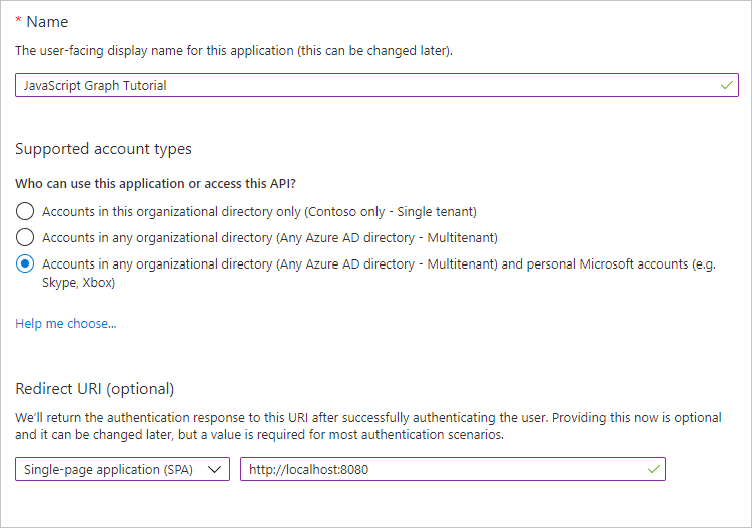 * Name
The user-facing display name for this application (this can be changed later).
JavaScript Graph Tutorial
Supported account types
Who can use this application or access this API?
Accounts in this organizational directory only (Contoso only - Single tenant)
Accounts in any organizational directory (Any Azure AD directory - Multitenant)
Accounts in any organizational directory (Any Azure AD directory - Multitenant) and personal Microsoft accounts (e.g.
Skype, Xbox)
Help me choose...
Redirect URI (optional)
We'll return the authentication response to this URI after successfully authenticating the user. Providing this now is optional
and it can be changed later, but a value is required for most authentication scenarios.
Single-page application (SPA) http://localhost:8080